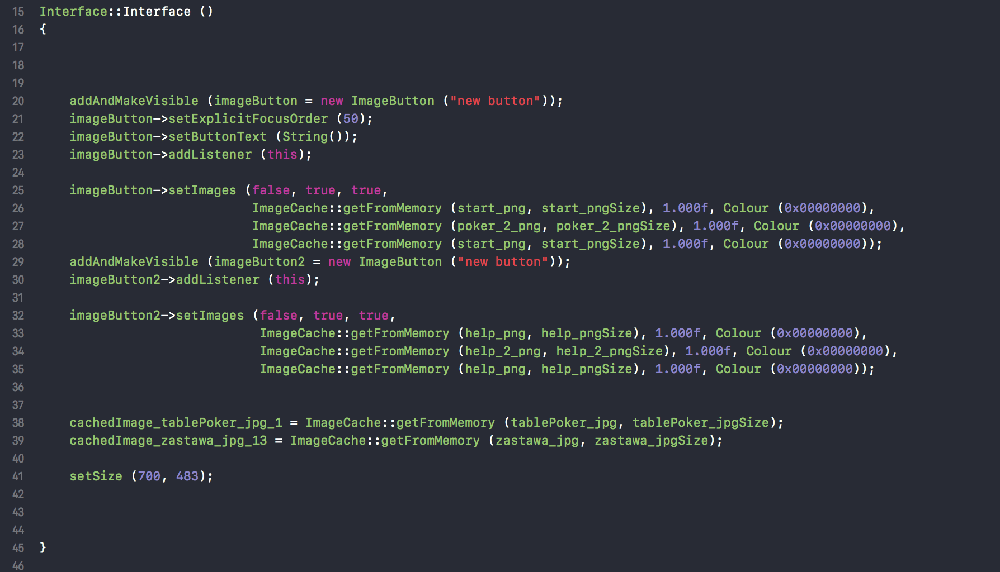 15 Interface::Interface ()
16 {
17
18
19
20 addAndMakeVisible (imageButton = new ImageButton ("new button"));
21 imageButton->setExplicitFocusOrder (50);
22 imageButton->setButtonText (String());
23 imageButton->addListener (this);
24
25 imageButton->setImages (false, true, true,
26 ImageCache::getFromMemory (start_png, start_pngSize), 1.000f, Colour (0x00000000),
27 ImageCache::getFromMemory (poker_2_png, poker_2_pngSize), 1.000f, Colour (0x00000000),
28 ImageCache::getFromMemory (start_png, start_pngSize), 1.000f, Colour (0x00000000));
29 addAndMakeVisible (imageButton2 = new ImageButton ("new button"));
30 imageButton2->addListener (this);
31
32 imageButton2->setImages (false, true, true,
33 ImageCache::getFromMemory (help_png, help_pngSize), 1.000f, Colour (0x00000000),
34 ImageCache::getFromMemory (help_2_png, help_2_pngSize), 1.000f, Colour (0x00000000),
35 ImageCache::getFromMemory (help_png, help_pngSize), 1.000f, Colour (0x00000000));
36
37
38 cachedImage_tablePoker_jpg_1 = ImageCache::getFromMemory (tablePoker_jpg, tablePoker_jpgSize);
39 cachedImage_zastawa_jpg_13 = ImageCache::getFromMemory (zastawa_jpg, zastawa_jpgSize);
40
41 setSize (700, 483);
42
43
44
45 }
46